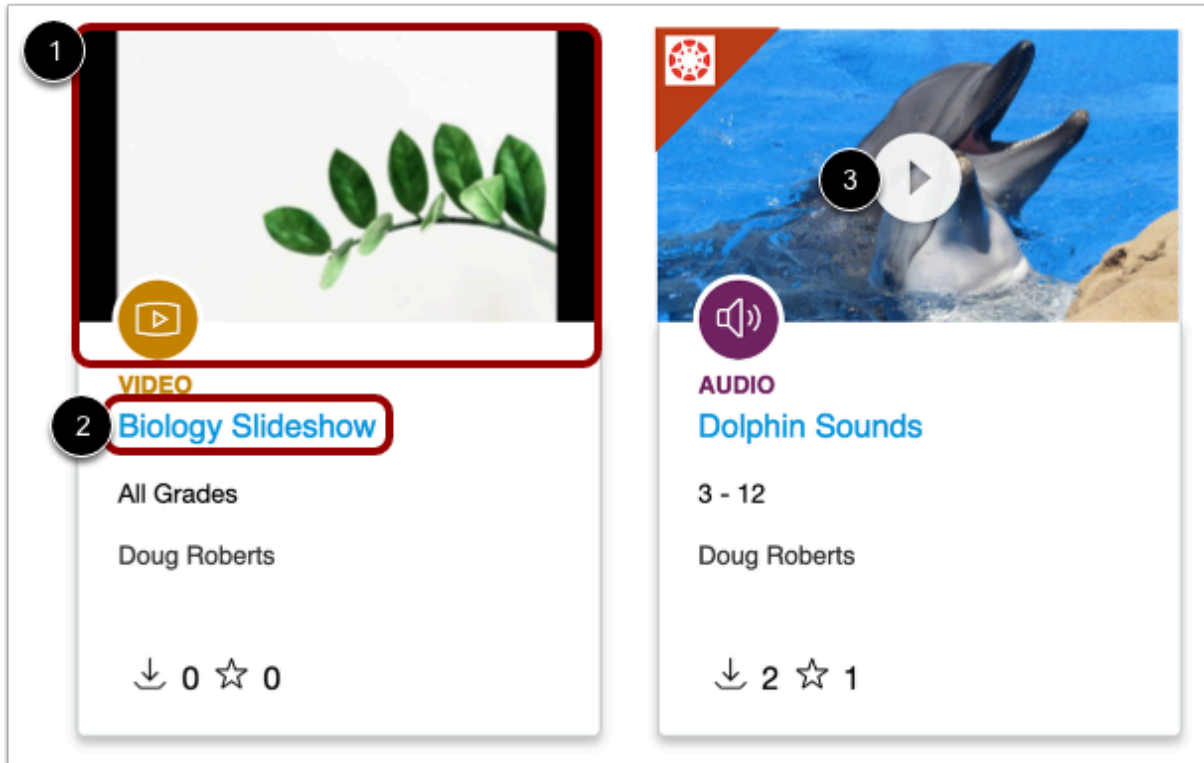 1
VIDEO
2
Biology Slideshow
All Grades
Doug Roberts
0 0
3
AUDIO
Dolphin Sounds
3 - 12
Doug Roberts
2 1